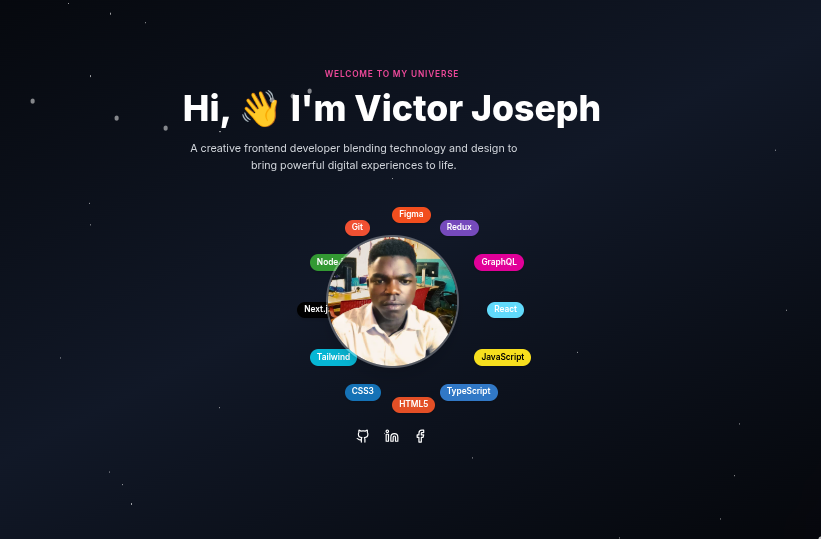 WELCOME TO MY UNIVERSE
Hi, 👋 I'm Victor Joseph
A creative frontend developer blending technology and design to
bring powerful digital experiences to life.
Figma
Git
Redux
Node
GraphQL
Next.j
React
Tailwind
JavaScript
CSS3
TypeScript
HTML5